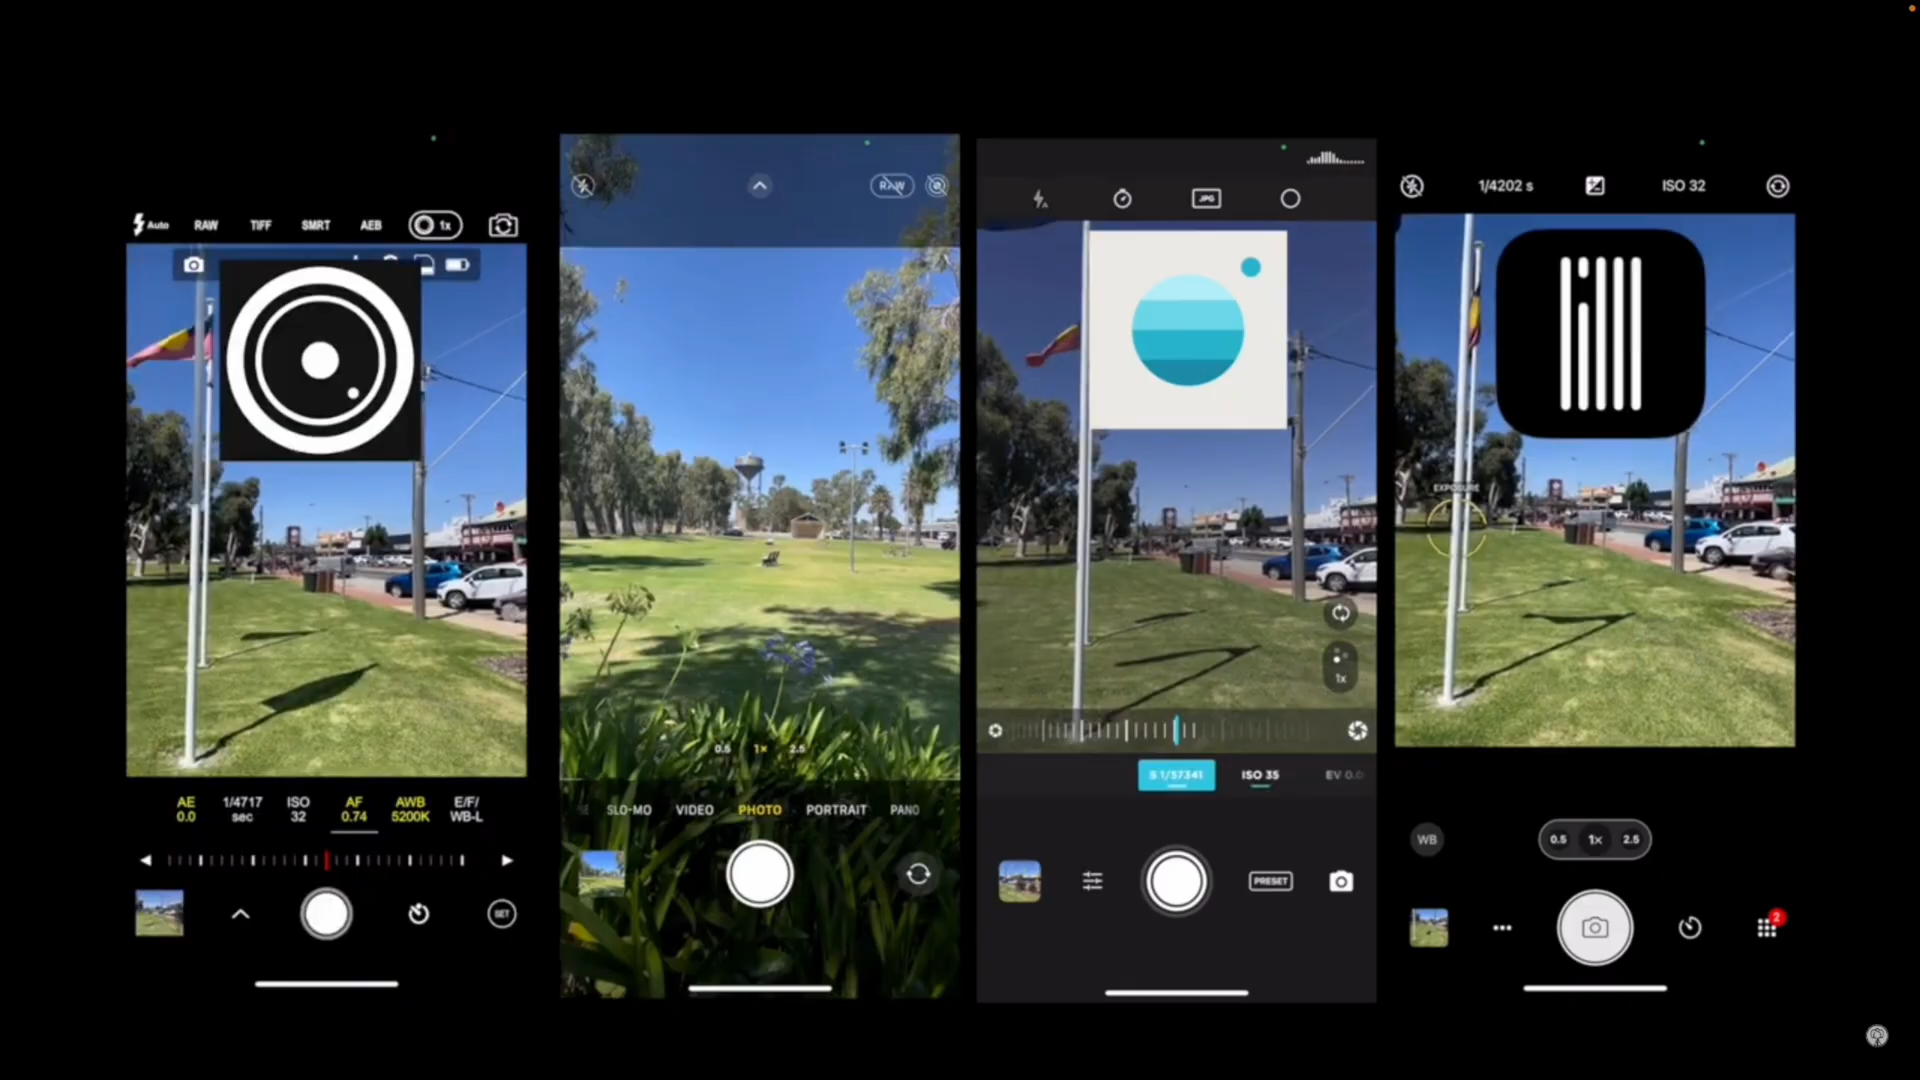 Auto RAW TIFF SMRT AEB 1x
AE 1/4717 ISO AF AWB E/F/
0.0 sec 32 0.74 5200K WB-L
SET
RAW
0.5 1× 2.5
SLO-MO VIDEO PHOTO PORTRAIT PANO
JPG
1x
S 1/57341 ISO 35 EV 0.0
PRESET
1/4202 s ISO 32
EXPOSURE
WB 0.5 1× 2.5
2